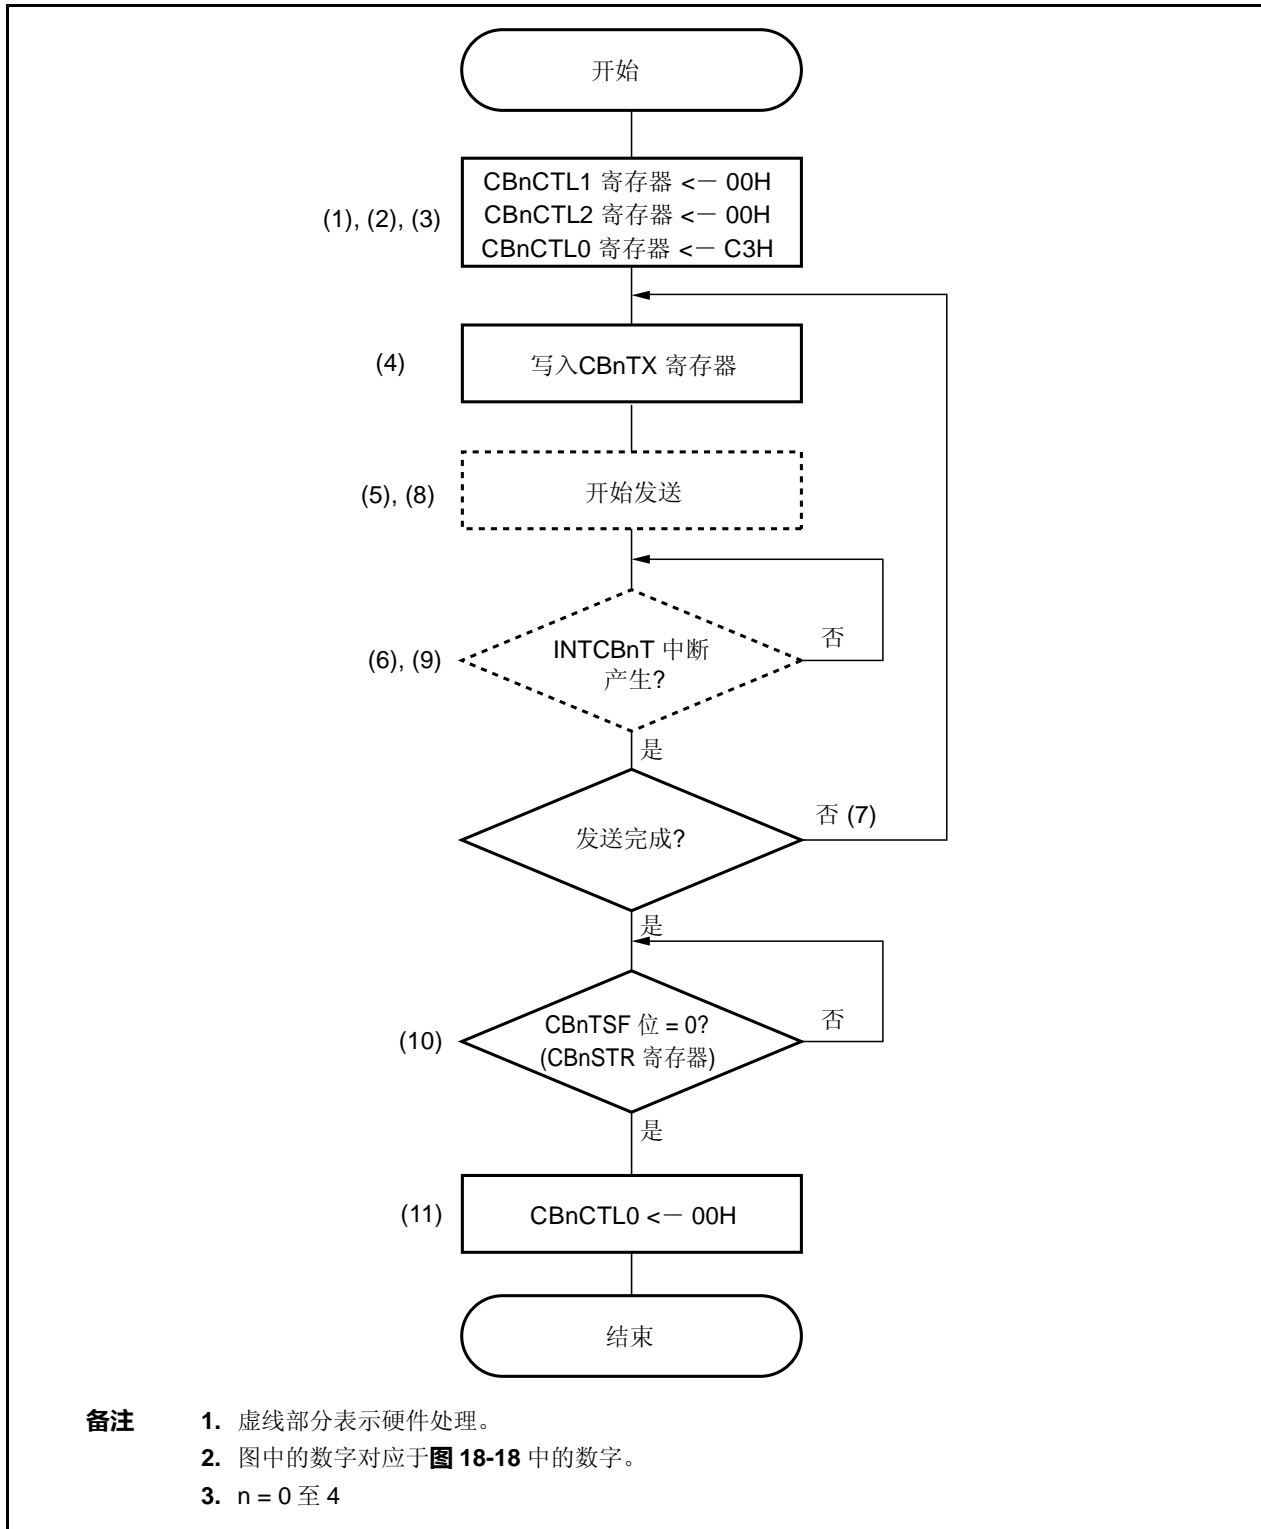 开始
CBnCTL1 寄存器 <— 00H
CBnCTL2 寄存器 <— 00H
CBnCTL0 寄存器 <— C3H
(1), (2), (3)
(4)
写入CBnTX 寄存器
(5), (8)
开始发送
(6), (9)
INTCBnT 中断
产生?
否
是
发送完成?
否 (7)
是
(10)
CBnTSF 位 = 0?
(CBnSTR 寄存器)
否
是
(11)
CBnCTL0 <— 00H
结束
备注 1. 虚线部分表示硬件处理。
2. 图中的数字对应于图 18-18 中的数字。
3. n = 0 至 4